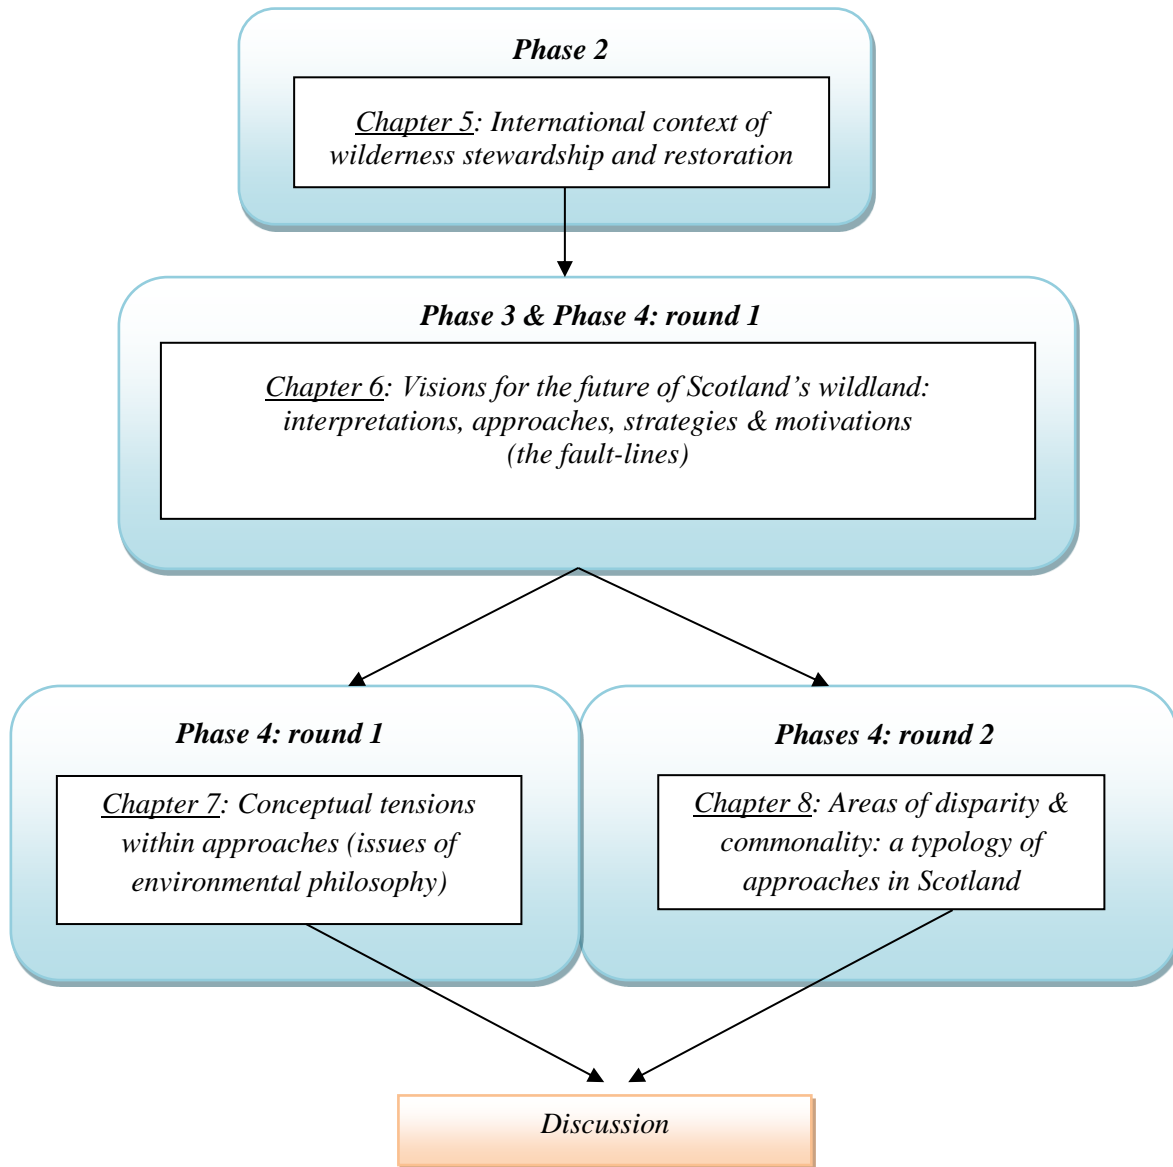 Phase 2
Chapter 5: International context of
wilderness stewardship and restoration
Phase 3 & Phase 4: round 1
Chapter 6: Visions for the future of Scotland’s wildland:
interpretations, approaches, strategies & motivations
(the fault-lines)
Phase 4: round 1
Chapter 7: Conceptual tensions
within approaches (issues of
environmental philosophy)
Phases 4: round 2
Chapter 8: Areas of disparity &
commonality: a typology of
approaches in Scotland
Discussion